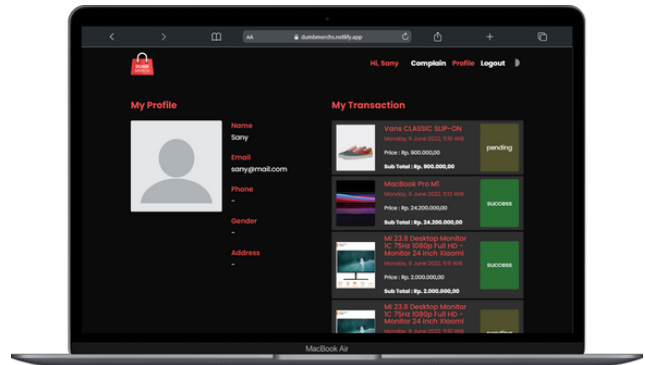 AA
dumbmerchs.netlify.app
DUMB
MERCH
Hi, Sany
Complain
Profile
Logout
My Profile
Name
Sany
Email
sany@mail.com
Phone
-
Gender
-
Address
-
My Transaction
Vans CLASSIC SLIP-ON
Monday, 6 June 2022, 11.16 WIB
Price : Rp. 900.000,00
Sub Total : Rp. 900.000,00
pending
MacBook Pro M1
Monday, 6 June 2022, 11.13 WIB
Price : Rp. 24.200.000,00
Sub Total : Rp. 24.200.000,00
success
Mi 23.8 Desktop Monitor
1C 75Hz 1080p Full HD -
Monitor 24 inch Xiaomi
Monday, 6 June 2022, 11.11 WIB
Price : Rp. 2.000.000,00
Sub Total : Rp. 2.000.000,00
success
Mi 23.8 Desktop Monitor
1C 75Hz 1080p Full HD -
Monitor 24 inch Xiaomi
pending
MacBook Air